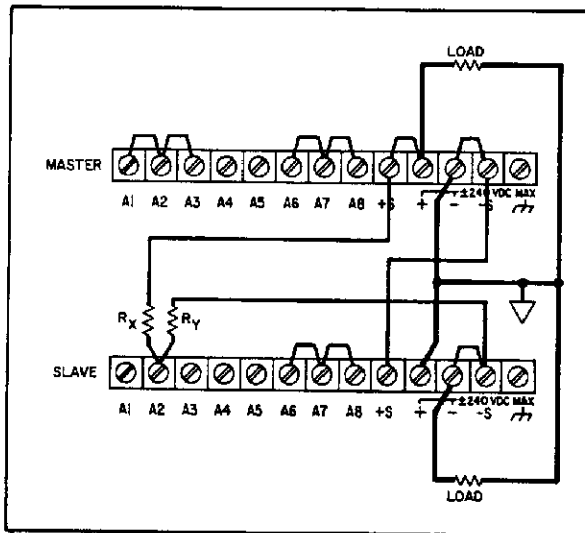 LOAD
MASTER
A1 A2 A3 A4 A5 A6 A7 A8 +S + - -S
±240 VDC MAX
RX RY
SLAVE
A1 A2 A3 A4 A5 A6 A7 A8 +S + - -S
±240 VDC MAX
LOAD